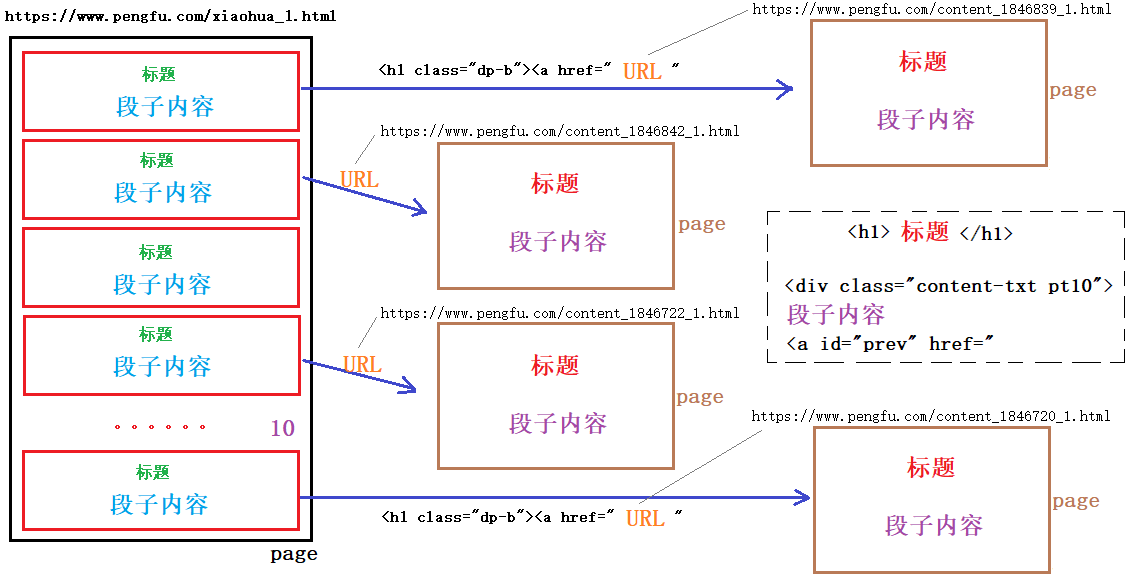 https://www.pengfu.com/xiaohua_1.html
标题
段子内容
标题
段子内容
标题
段子内容
标题
段子内容
。。。。。。 10
标题
段子内容
page
<h1 class="dp-b"><a href=" URL "
https://www.pengfu.com/content_1846839_1.html
标题
段子内容
page
https://www.pengfu.com/content_1846842_1.html
URL
标题
段子内容
page
https://www.pengfu.com/content_1846722_1.html
URL
标题
段子内容
page
<h1> 标题 </h1>
<div class="content-txt pt10">
段子内容
<a id="prev" href="
https://www.pengfu.com/content_1846720_1.html
<h1 class="dp-b"><a href=" URL "
标题
段子内容
page